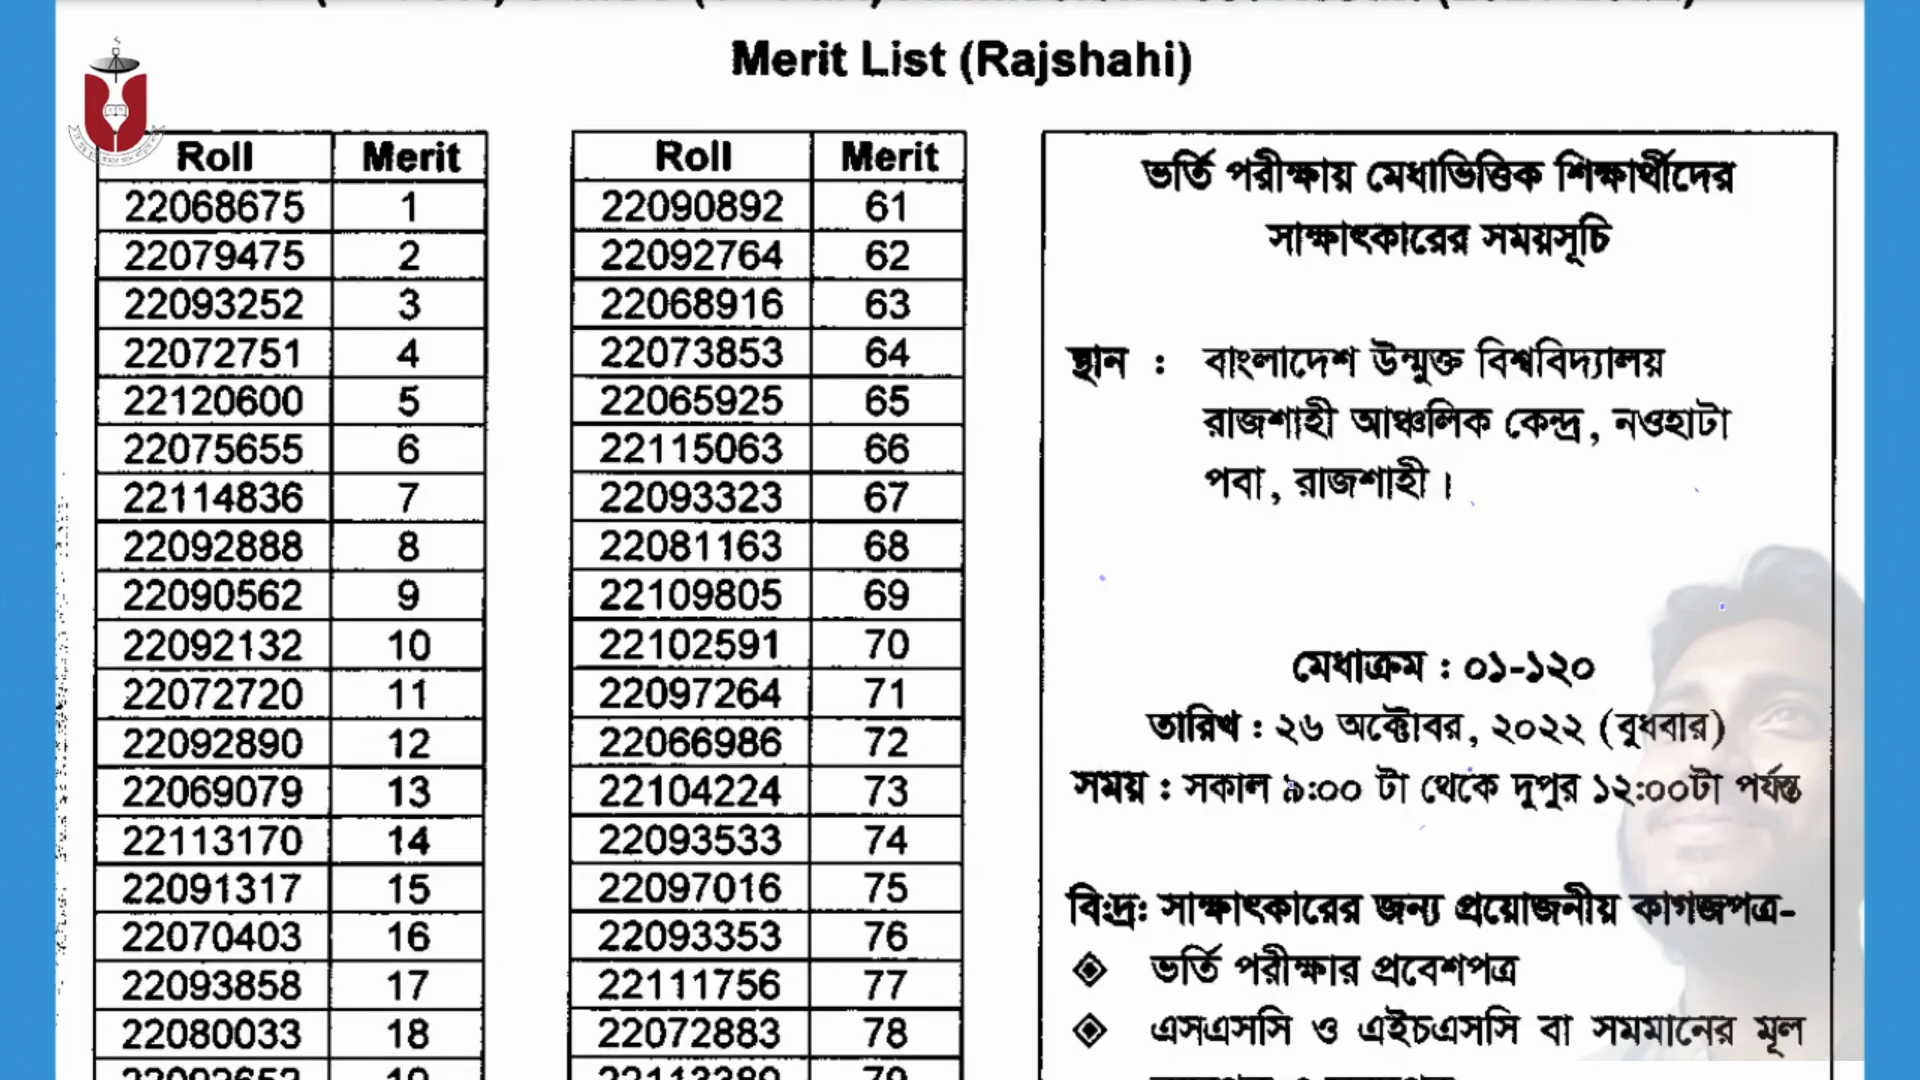 Merit List (Rajshahi)
Roll Merit
22068675 1
22079475 2
22093252 3
22072751 4
22120600 5
22075655 6
22114836 7
22092888 8
22090562 9
22092132 10
22072720 11
22092890 12
22069079 13
22113170 14
22091317 15
22070403 16
22093858 17
22080033 18
Roll Merit
22090892 61
22092764 62
22068916 63
22073853 64
22065925 65
22115063 66
22093323 67
22081163 68
22109805 69
22102591 70
22097264 71
22066986 72
22104224 73
22093533 74
22097016 75
22093353 76
22111756 77
22072883 78
ভর্তি পরীক্ষায় মেধাভিত্তিক শিক্ষার্থীদের
সাক্ষাৎকারের সময়সূচি
স্থান : বাংলাদেশ উন্মুক্ত বিশ্ববিদ্যালয়
রাজশাহী আঞ্চলিক কেন্দ্র, নওহাটা
পবা, রাজশাহী।
মেধাক্রম : ০১-১২০
তারিখ : ২৬ অক্টোবর, ২০২২ (বুধবার)
সময় : সকাল ৯:০০ টা থেকে দুপুর ১২:০০টা পর্যন্ত
বি:দ্র: সাক্ষাৎকারের জন্য প্রয়োজনীয় কাগজপত্র-
ভর্তি পরীক্ষার প্রবেশপত্র
এসএসসি ও এইচএসসি বা সমমানের মূল